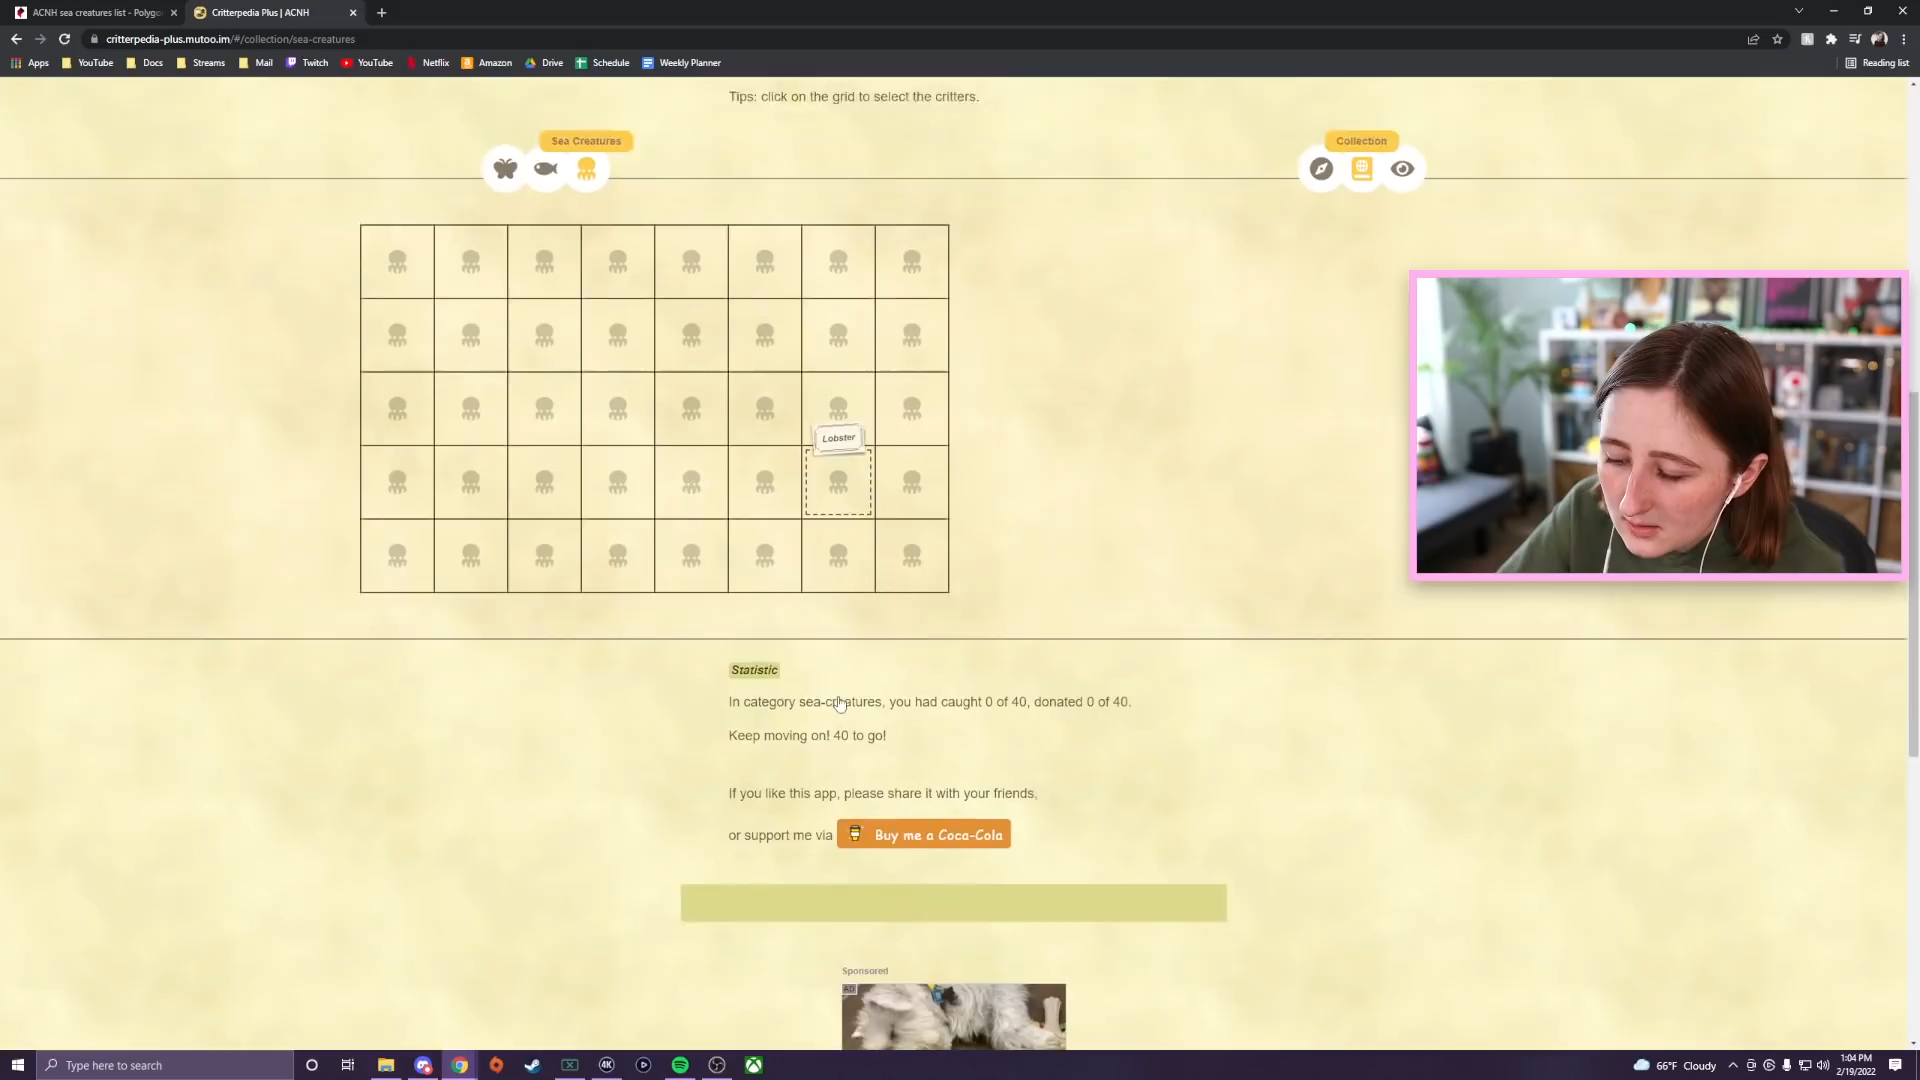 ACNH sea creatures list - Polygo
Critterpedia Plus | ACNH
critterpedia-plus.mutoo.im/#/collection/sea-creatures
Apps
YouTube
Docs
Streams
Mail
Twitch
YouTube
Netflix
Amazon
Drive
Schedule
Weekly Planner
Reading list
Tips: click on the grid to select the critters.
Sea Creatures
Collection
Lobster
Statistic
In category sea-creatures, you had caught 0 of 40, donated 0 of 40.
Keep moving on! 40 to go!
If you like this app, please share it with your friends,
or support me via
Buy me a Coca-Cola
Sponsored
AD
Type here to search
4K
66°F Cloudy
1:04 PM
2/19/2022